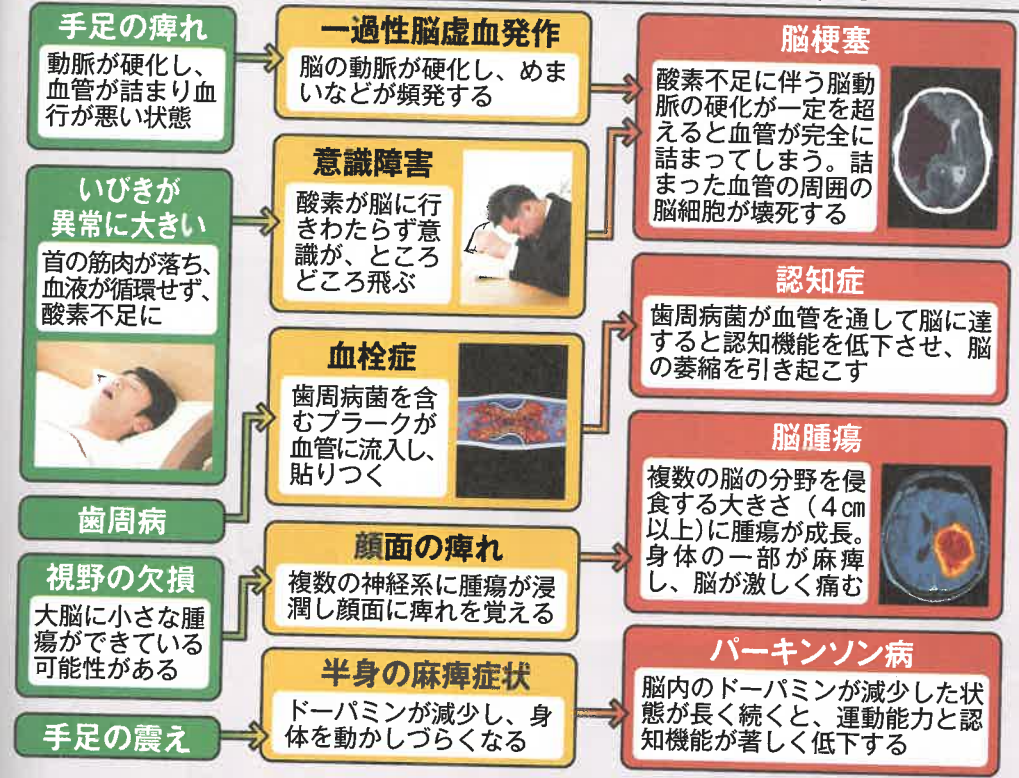 手足の痺れ
動脈が硬化し、
血管が詰まり血
行が悪い状態
一過性脳虚血発作
脳の動脈が硬化し、めま
いなどが頻発する
脳梗塞
酸素不足に伴う脳動
脈の硬化が一定を超
えると血管が完全に
詰まってしまう。詰
まった血管の周囲の
脳細胞が壊死する
いびきが
異常に大きい
首の筋肉が落ち、
血液が循環せず、
酸素不足に
意識障害
酸素が脳に行
きわたらず意
識が、ところ
どころ飛ぶ
歯周病
血栓症
歯周病菌を含
むプラークが
血管に流入し、
貼りつく
認知症
歯周病菌が血管を通して脳に達
すると認知機能を低下させ、脳
の萎縮を引き起こす
視野の欠損
大脳に小さな腫
瘍ができている
可能性がある
顔面の痺れ
複数の神経系に腫瘍が浸
潤し顔面に痺れを覚える
脳腫瘍
複数の脳の分野を侵
食する大きさ（4㎝
以上）に腫瘍が成長。
身体の一部が麻痺
し、脳が激しく痛む
手足の震え
半身の麻痺症状
ドーパミンが減少し、身
体を動かしづらくなる
パーキンソン病
脳内のドーパミンが減少した状
態が長く続くと、運動能力と認
知機能が著しく低下する